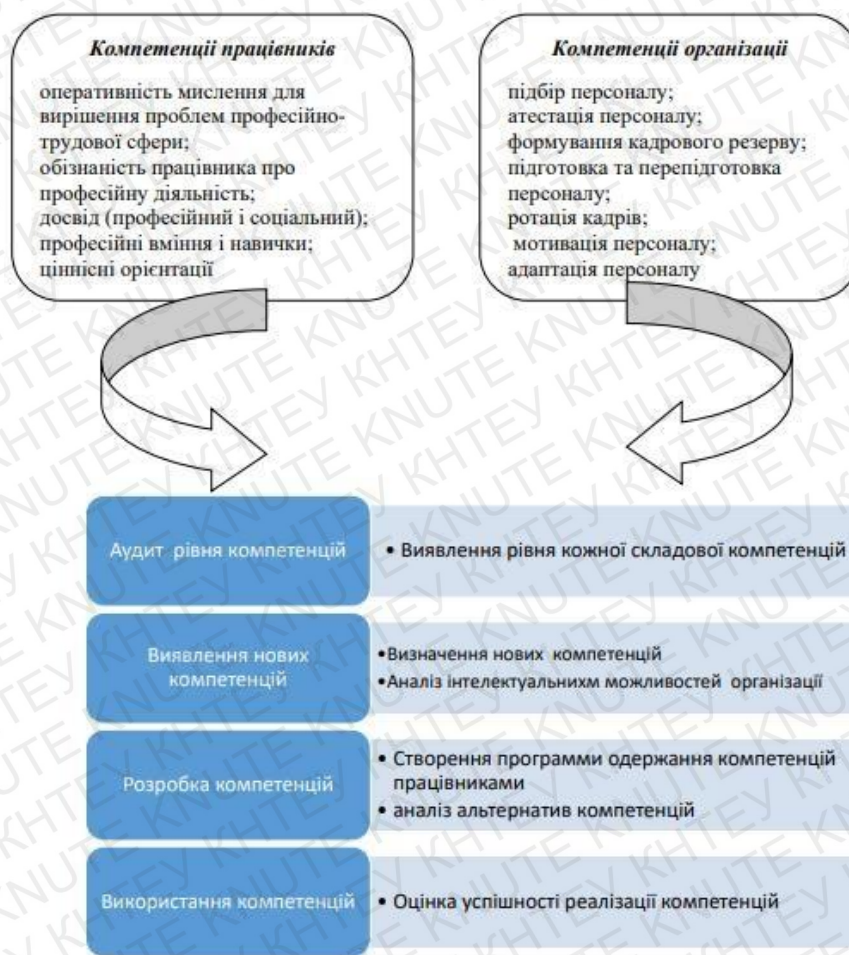 Компетенції працівників
оперативність мислення для
вирішення проблем професійно-
трудової сфери;
обізнаність працівника про
професійну діяльність;
досвід (професійний і соціальний);
професійні вміння і навички;
ціннісні орієнтації
Компетенції організації
підбір персоналу;
атестація персоналу;
формування кадрового резерву;
підготовка та перепідготовка
персоналу;
ротація кадрів;
мотивація персоналу;
адаптація персоналу
Аудит рівня компетенцій
• Виявлення рівня кожної складової компетенцій
Виявлення нових
компетенцій
•Визначення нових компетенцій
•Аналіз інтелектуальнихм можливостей організації
Розробка компетенцій
• Створення программи одержання компетенцій
працівниками
• аналіз альтернатив компетенцій
Використання компетенцій
• Оцінка успішності реалізації компетенцій